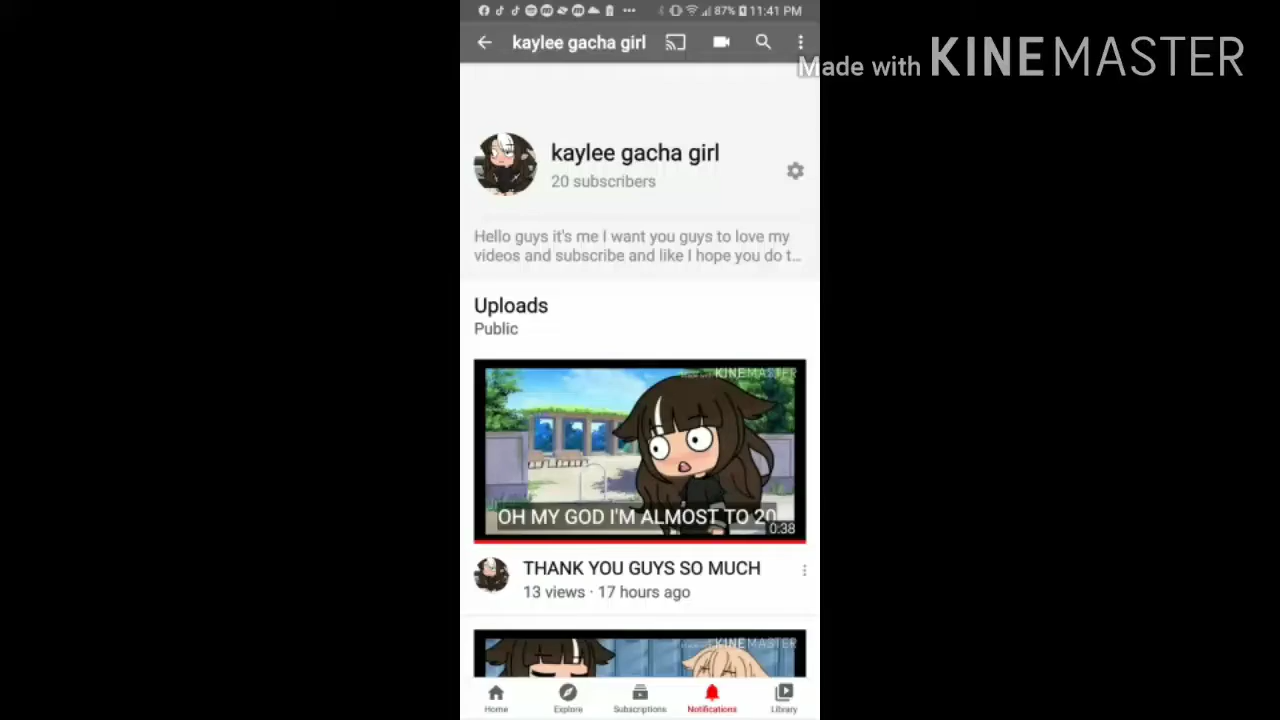 87% 11:41 PM
kaylee gacha girl
Made with KINEMASTER
kaylee gacha girl
20 subscribers
Hello guys it's me I want you guys to love my
videos and subscribe and like I hope you do t...
Uploads
Public
KINEMASTER
OH MY GOD I'M ALMOST TO 20
0:38
THANK YOU GUYS SO MUCH
13 views · 17 hours ago
KINEMASTER
Home
Explore
Subscriptions
Notifications
Library